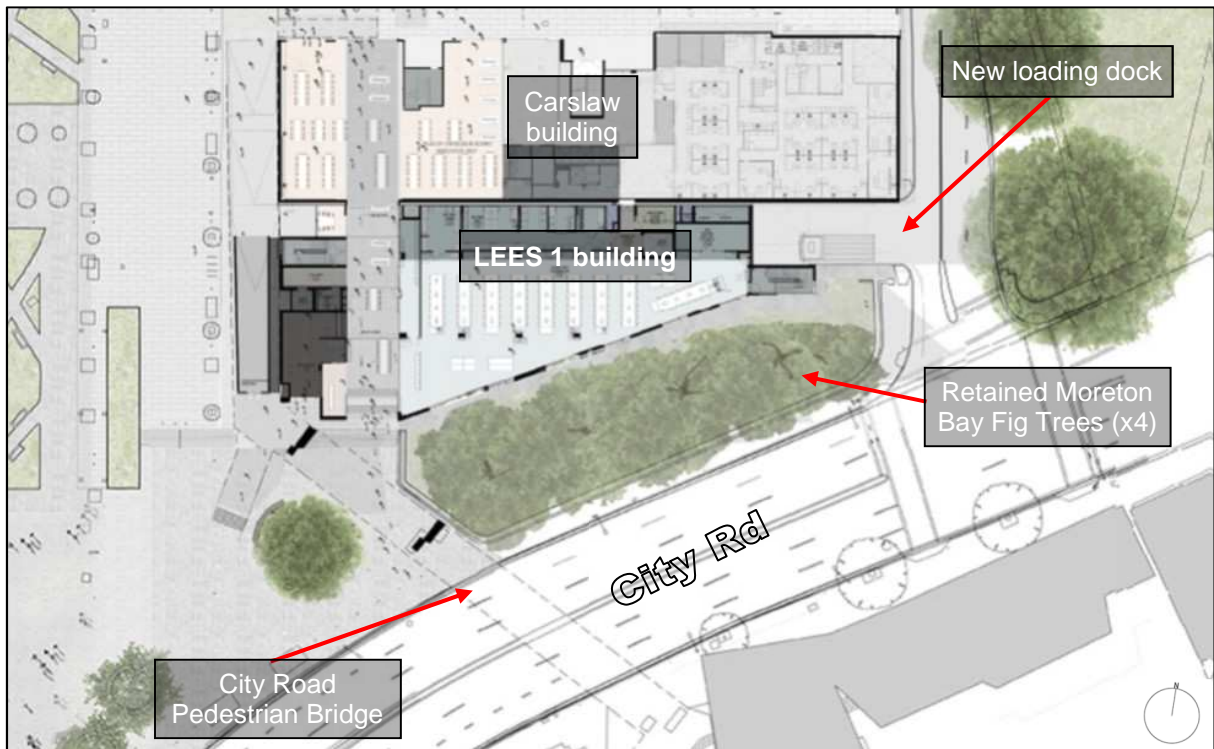 Carslaw
building
New loading dock
LEES 1 building
Retained Moreton
Bay Fig Trees (x4)
City Rd
City Road
Pedestrian Bridge
N